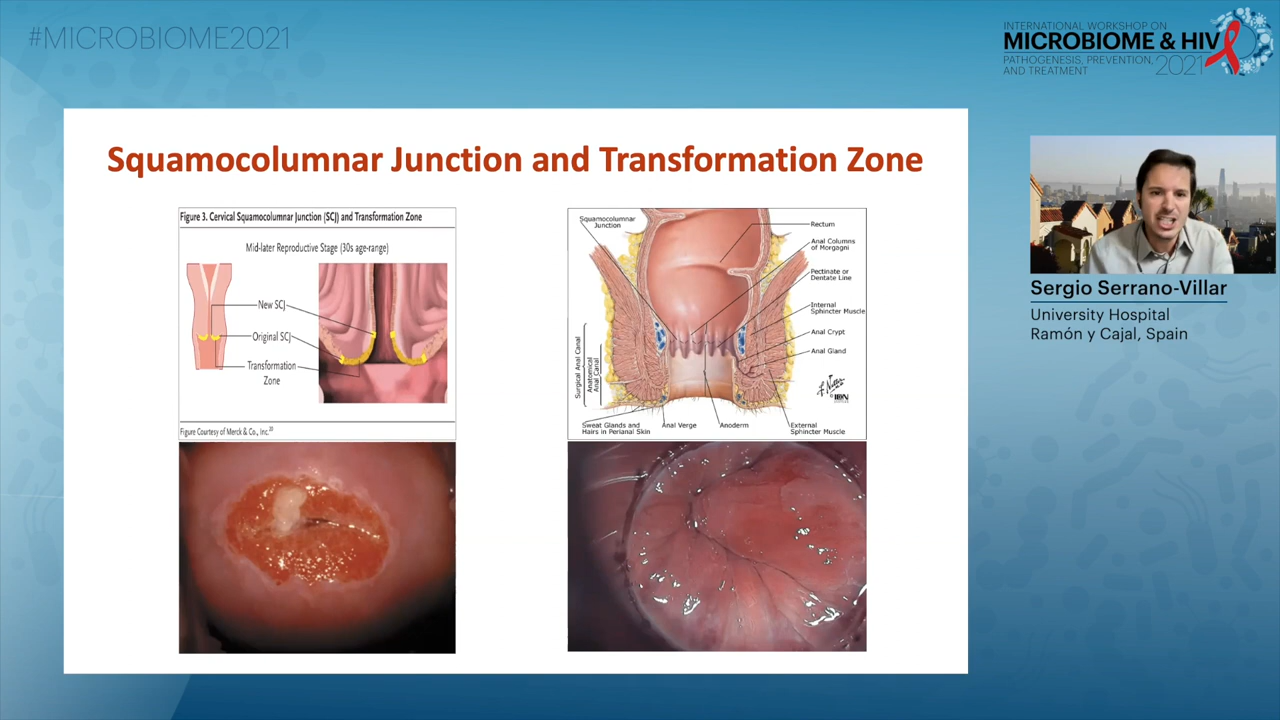 #MICROBIOME2021
INTERNATIONAL WORKSHOP ON
MICROBIOME & HIV
PATHOGENESIS, PREVENTION,
AND TREATMENT
2021
Squamocolumnar Junction and Transformation Zone
Figure 3. Cervical Squamocolumnar Junction (SCJ) and Transformation Zone
Mid-later Reproductive Stage (30s age-range)
New SCJ
Original SCJ
Transformation
Zone
Figure Courtesy of Merck & Co., Inc.20
Squamocolumnar
Junction
Rectum
Anal Columns
of Morgagni
Pectinate or
Dentate Line
Internal
Sphincter Muscle
Anal Crypt
Anal Gland
Surgical Anal Canal
Anatomical
Anal Canal
Sweat Glands and
Hairs in Perianal Skin
Anal Verge
Anoderm
External
Sphincter Muscle
Sergio Serrano-Villar
University Hospital
Ramón y Cajal, Spain